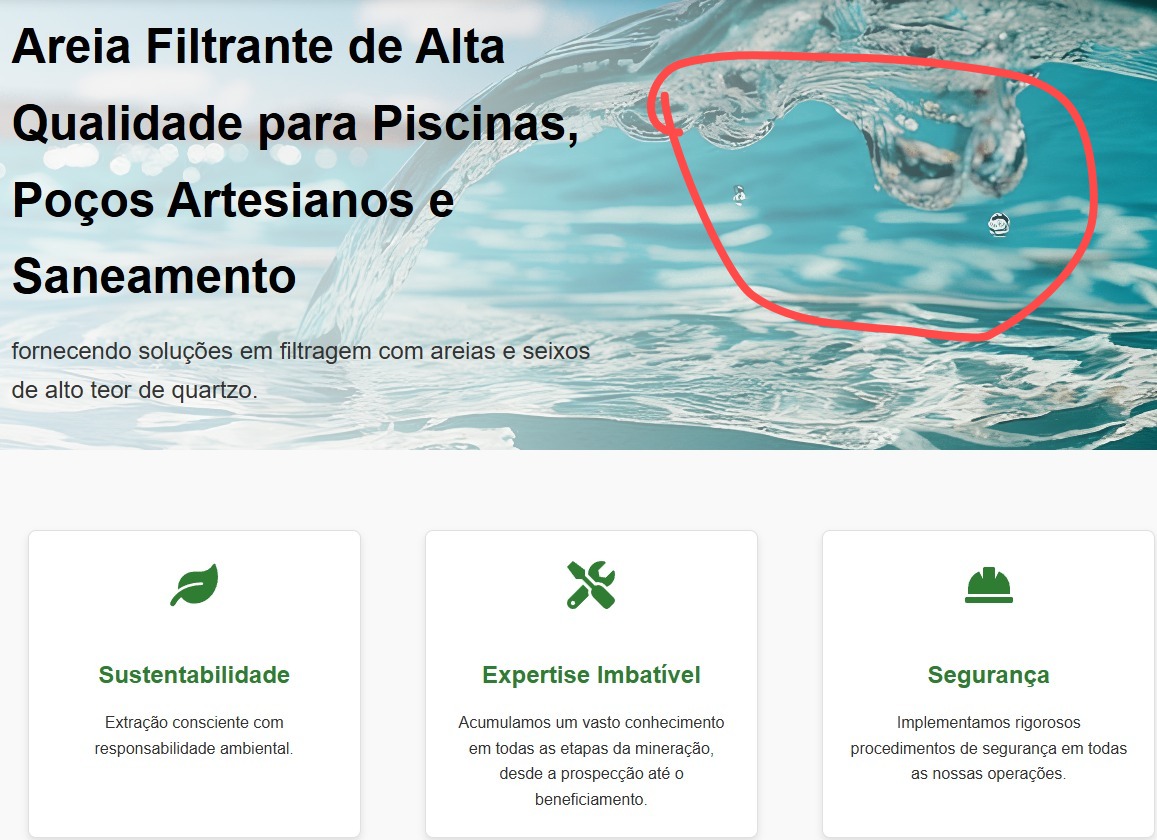 Areia Filtrante de Alta
Qualidade para Piscinas,
Poços Artesianos e
Saneamento
fornecendo soluções em filtragem com areias e seixos
de alto teor de quartzo.
Sustentabilidade
Extração consciente com
responsabilidade ambiental.
Expertise Imbatível
Acumulamos um vasto conhecimento
em todas as etapas da mineração,
desde a prospecção até o
beneficiamento.
Segurança
Implementamos rigorosos
procedimentos de segurança em todas
as nossas operações.